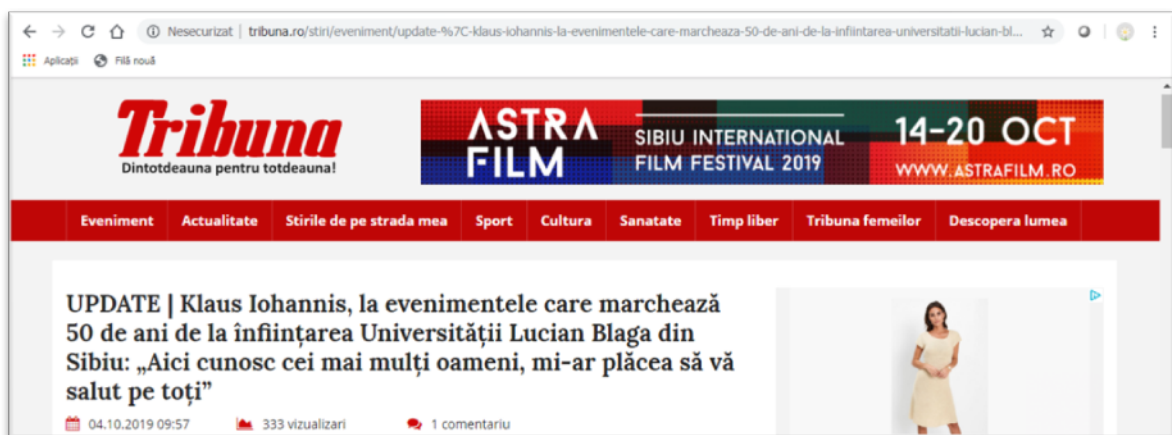 Nesecurizat | tribuna.ro/stiri/eveniment/update-%7C-klaus-iohannis-la-evenimentele-care-marcheaza-50-de-ani-de-la-infiintarea-universitatii-lucian-bl...
Aplicații Filă nouă
Tribuna
Dintotdeauna pentru totdeauna!
ASTRA
FILM
SIBIU INTERNATIONAL
FILM FESTIVAL 2019
14-20 OCT
WWW.ASTRAFILM.RO
Eveniment Actualitate Stirile de pe strada mea Sport Cultura Sanatate Timp liber Tribuna femeilor Descopera lumea
UPDATE | Klaus Iohannis, la evenimentele care marchează
50 de ani de la înființarea Universității Lucian Blaga din
Sibiu: „Aici cunosc cei mai mulți oameni, mi-ar plăcea să vă
salut pe toți”
04.10.2019 09:57 333 vizualizari 1 comentariu